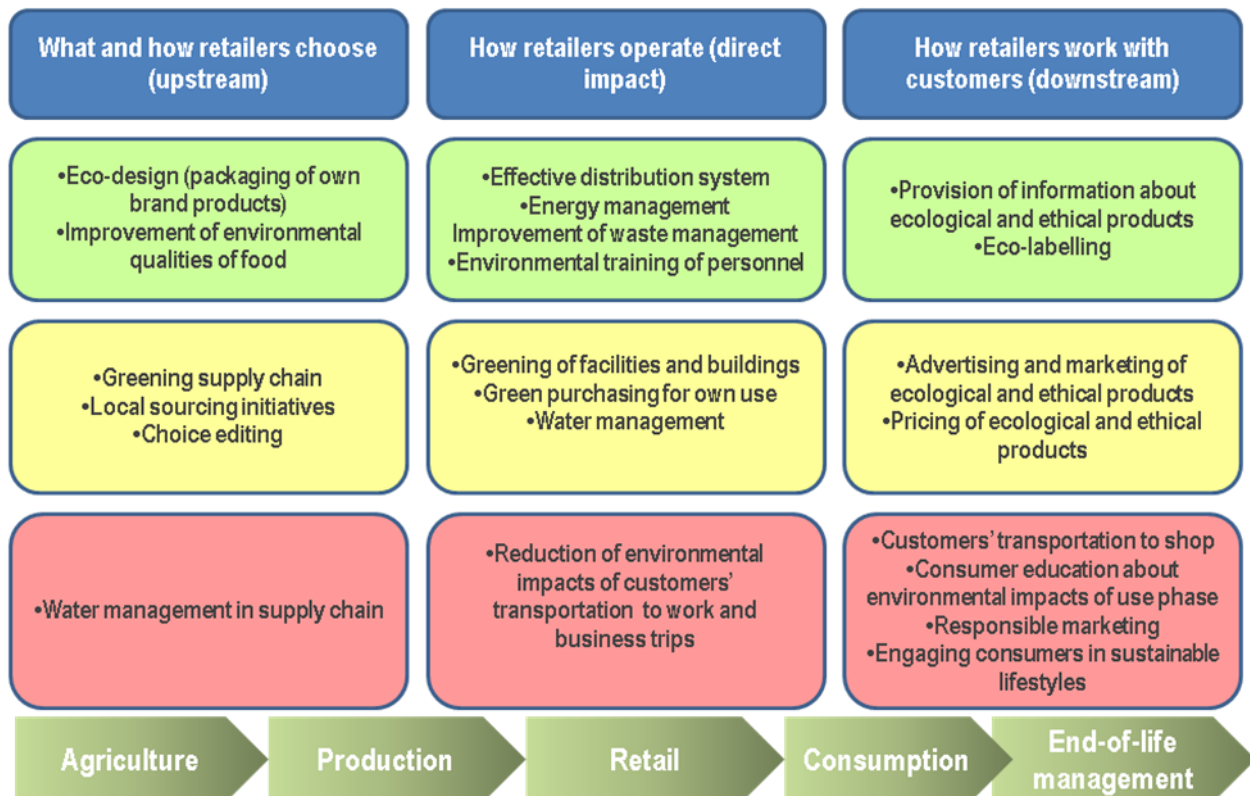 What and how retailers choose
(upstream)
How retailers operate (direct
impact)
How retailers work with
customers (downstream)
•Eco-design (packaging of own
brand products)
•Improvement of environmental
qualities of food
•Effective distribution system
•Energy management
Improvement of waste management
•Environmental training of personnel
•Provision of information about
ecological and ethical products
•Eco-labelling
•Greening supply chain
•Local sourcing initiatives
•Choice editing
•Greening of facilities and buildings
•Green purchasing for own use
•Water management
•Advertising and marketing of
ecological and ethical products
•Pricing of ecological and ethical
products
•Water management in supply chain
•Reduction of environmental
impacts of customers’
transportation to work and
business trips
•Customers’ transportation to shop
•Consumer education about
environmental impacts of use phase
•Responsible marketing
•Engaging consumers in sustainable
lifestyles
Agriculture
Production
Retail
Consumption
End-of-life
management